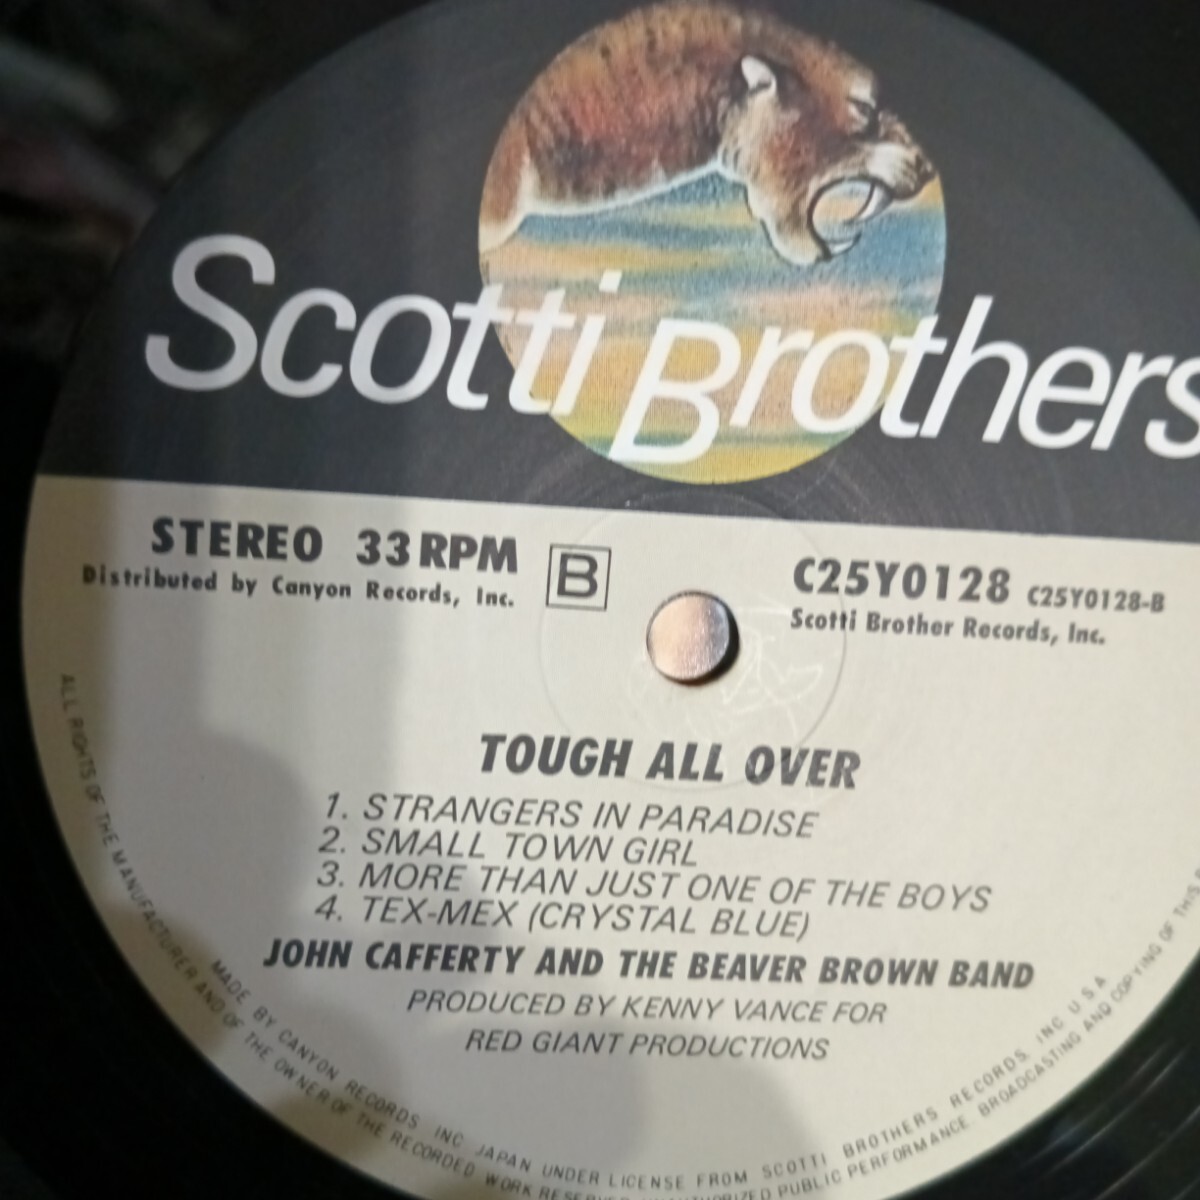 Scotti Brothers
STEREO 33 RPM
Distributed by Canyon Records, Inc.
B
C25Y0128 C25Y0128-B
Scotti Brother Records, Inc.
TOUGH ALL OVER
1. STRANGERS IN PARADISE
2. SMALL TOWN GIRL
3. MORE THAN JUST ONE OF THE BOYS
4. TEX-MEX (CRYSTAL BLUE)
JOHN CAFFERTY AND THE BEAVER BROWN BAND
PRODUCED BY KENNY VANCE FOR
RED GIANT PRODUCTIONS
MADE BY CANYON RECORDS INC JAPAN UNDER LICENSE FROM SCOTTI BROTHERS RECORDS, INC U.S.A
ALL RIGHTS OF THE MANUFACTURER AND OF THE OWNER OF THE RECORDED WORK RESERVED UNAUTHORIZED PUBLIC PERFORMANCE. BROADCASTING AND COPYING OF THIS